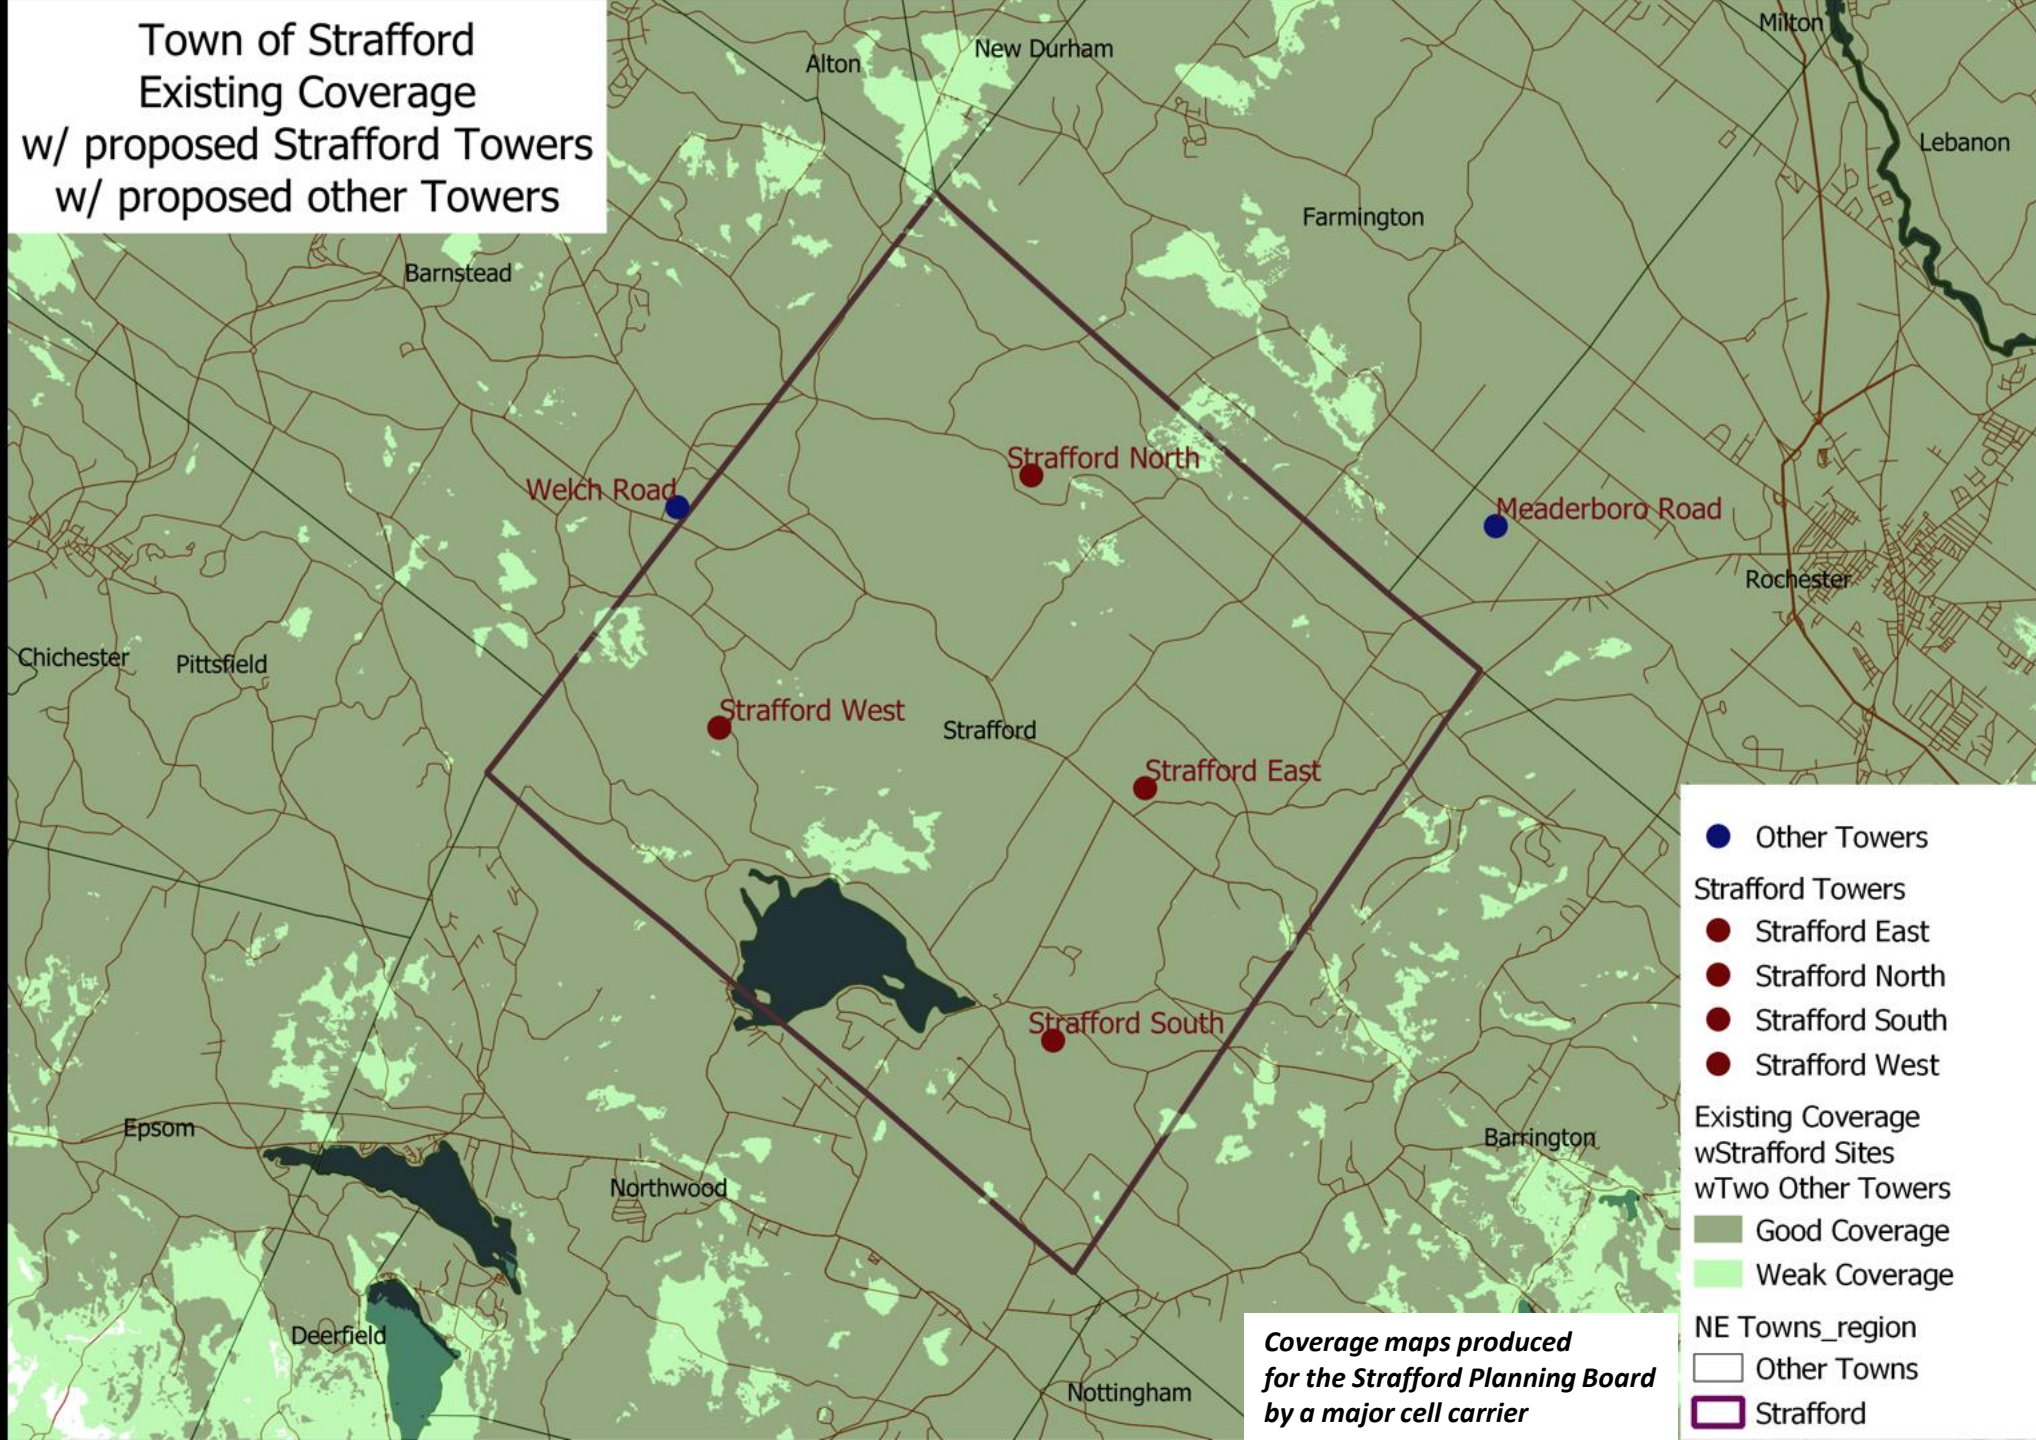 Town of Strafford
Existing Coverage
w/ proposed Strafford Towers
w/ proposed other Towers
Milton
New Durham
Alton
Lebanon
Farmington
Barnstead
Strafford North
Welch Road
Meaderboro Road
Rochester
Chichester
Pittsfield
Strafford West
Strafford
Strafford East
Strafford South
Epsom
Barrington
Northwood
Deerfield
Nottingham
Other Towers
Strafford Towers
Strafford East
Strafford North
Strafford South
Strafford West
Existing Coverage
wStrafford Sites
wTwo Other Towers
Good Coverage
Weak Coverage
NE Towns_region
Other Towns
Strafford
Coverage maps produced
for the Strafford Planning Board
by a major cell carrier